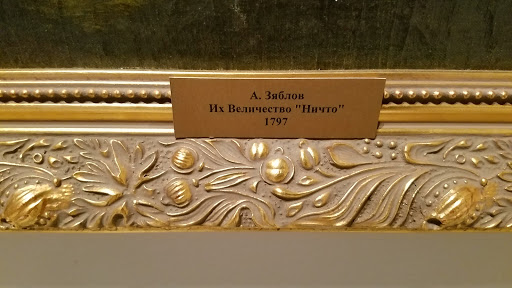 А. Зяблов
Их Величество "Ничто"
1797